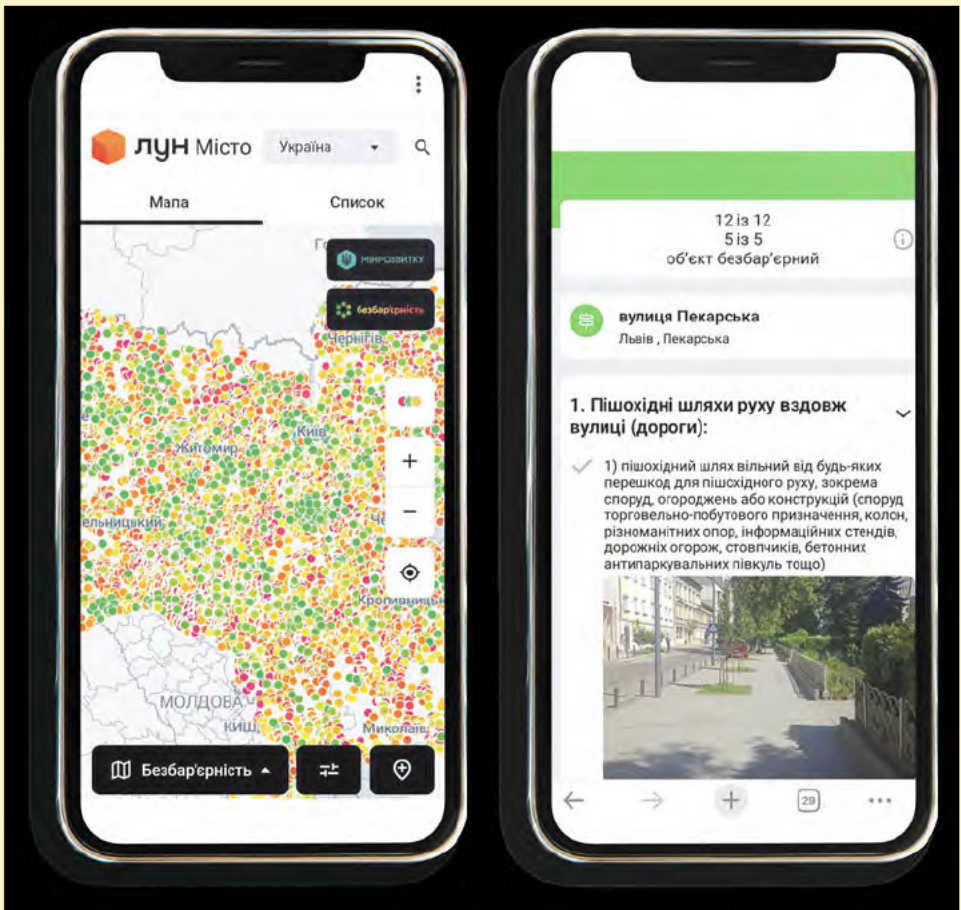 лун Місто
Україна
Мапа
Список
МІНРОЗВИТКУ
безбар'єрність
Чернігів
Київ
Житомир
ельницький
Че
Кропивницьк
МОЛДОВА
КИШ
Миколаїв
Безбар'єрність
12 із 12
5 із 5
об'єкт безбар'єрний
вулиця Пекарська
Львів , Пекарська
1. Пішохідні шляхи руху вздовж
вулиці (дороги):
1) пішохідний шлях вільний від будь-яких
перешкод для пішохідного руху, зокрема
споруд, огороджень або конструкцій (споруд
торговельно-побутового призначення, колон,
різноманітних опор, інформаційних стендів,
дорожніх огорож, стовпчиків, бетонних
антипаркувальних півкуль тощо)
29